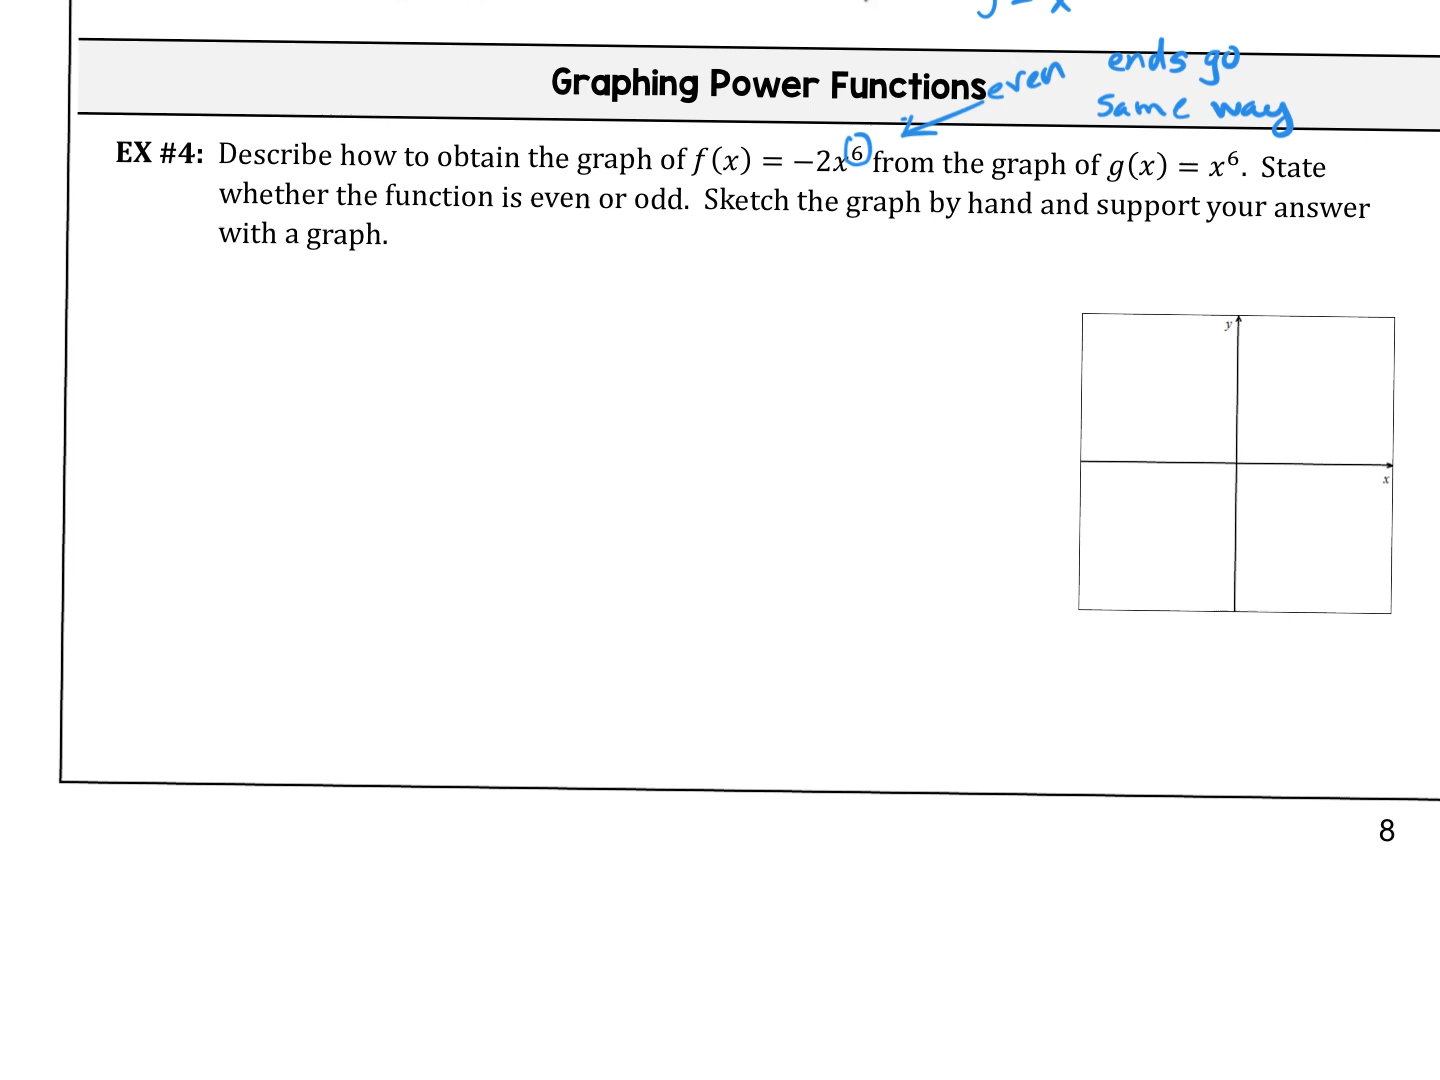 y = x
Graphing Power Functions
even
ends go
same way
EX #4: Describe how to obtain the graph of f(x) = −2x⁶ from the graph of g(x) = x⁶. State
whether the function is even or odd. Sketch the graph by hand and support your answer
with a graph.
y
x
8